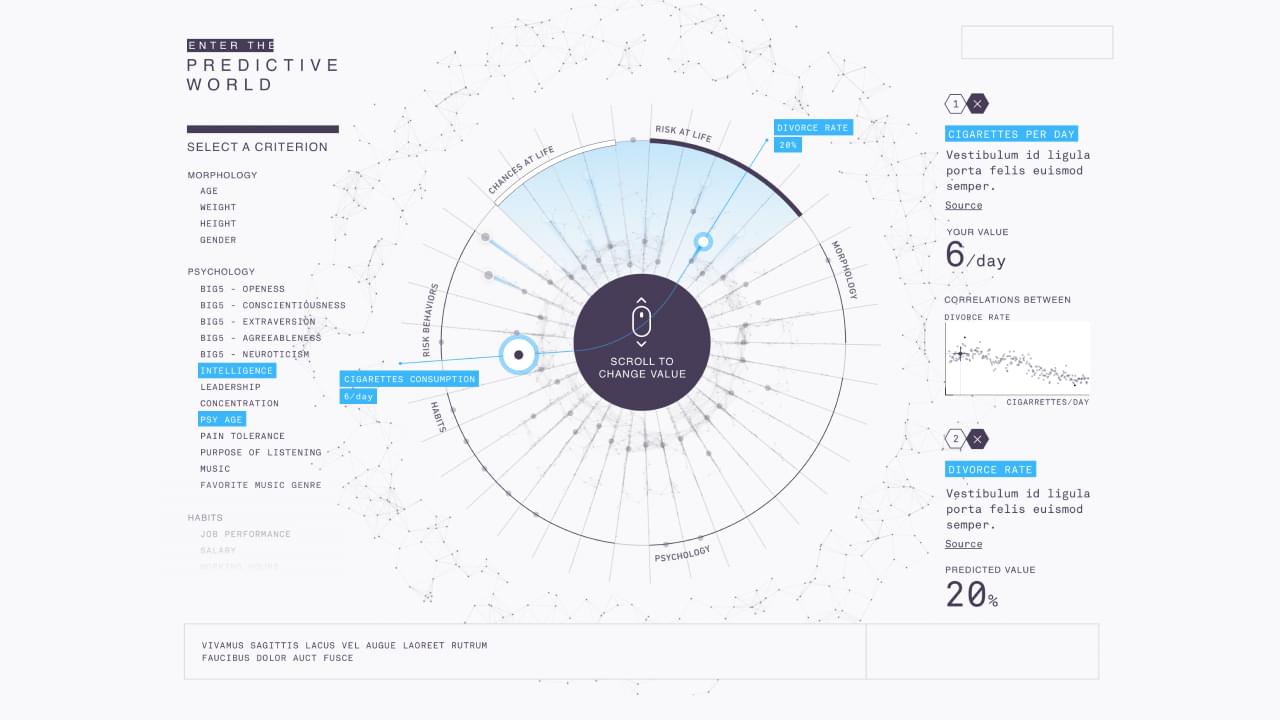 ENTER THE
PREDICTIVE
WORLD
SELECT A CRITERION
MORPHOLOGY
AGE
WEIGHT
HEIGHT
GENDER
PSYCHOLOGY
BIG5 - OPENESS
BIG5 - CONSCIENTIOUSNESS
BIG5 - EXTRAVERSION
BIG5 - AGREEABLENESS
BIG5 - NEUROTICISM
INTELLIGENCE
LEADERSHIP
CONCENTRATION
PSY AGE
PAIN TOLERANCE
PURPOSE OF LISTENING
MUSIC
FAVORITE MUSIC GENRE
HABITS
JOB PERFORMANCE
SALARY
WORKING HOURS
CHANCES AT LIFE
RISK AT LIFE
DIVORCE RATE
20%
MORPHOLOGY
RISK BEHAVIORS
SCROLL TO
CHANGE VALUE
CIGARETTES CONSUMPTION
6/day
HABITS
PSYCHOLOGY
1
CIGARETTES PER DAY
Vestibulum id ligula
porta felis euismod
semper.
Source
YOUR VALUE
6/day
CORRELATIONS BETWEEN
DIVORCE RATE
CIGARRETTES/DAY
2
DIVORCE RATE
Vestibulum id ligula
porta felis euismod
semper.
Source
PREDICTED VALUE
20%
VIVAMUS SAGITTIS LACUS VEL AUGUE LAOREET RUTRUM
FAUCIBUS DOLOR AUCT FUSCE